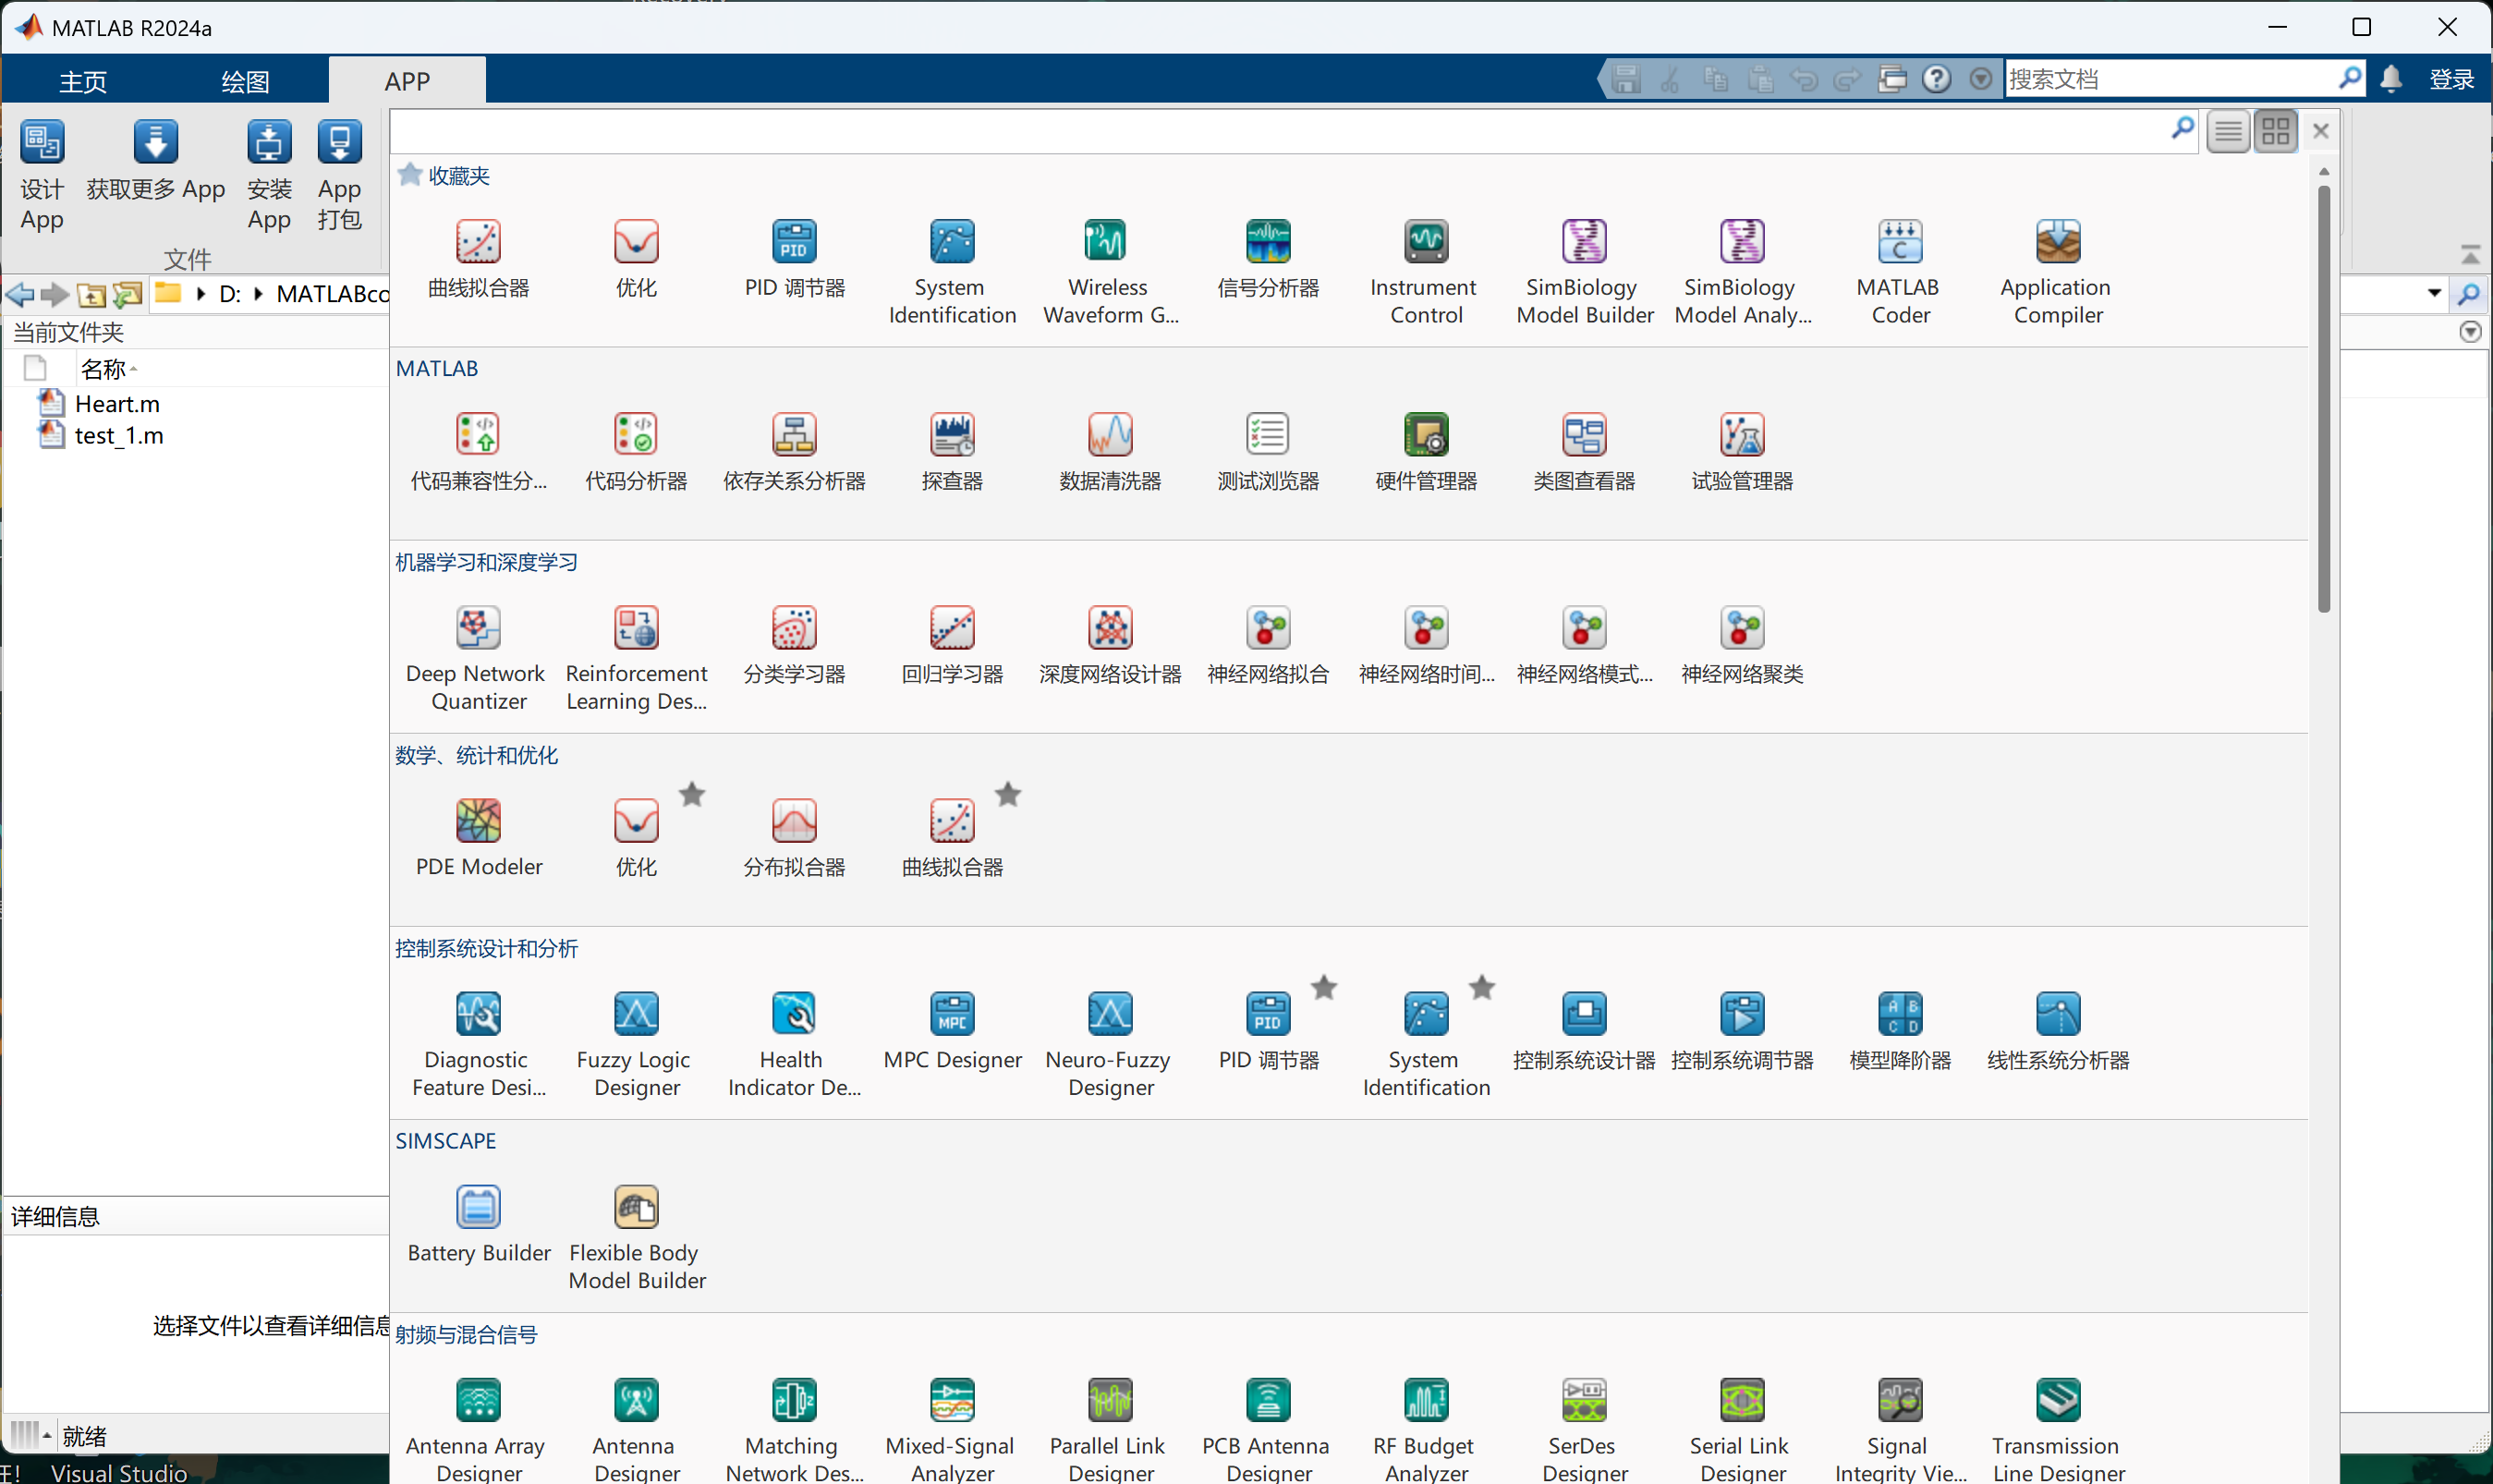 MATLAB R2024a
主页
绘图
APP
搜索文档
登录
设计
App
获取更多 App
安装
App
App
打包
文件
D:
MATLABco
当前文件夹
名称
Heart.m
test_1.m
详细信息
选择文件以查看详细信息
就绪
Visual Studio
收藏夹
曲线拟合器
优化
PID 调节器
System
Identification
Wireless
Waveform G...
信号分析器
Instrument
Control
SimBiology
Model Builder
SimBiology
Model Analy...
MATLAB
Coder
Application
Compiler
MATLAB
代码兼容性分...
代码分析器
依存关系分析器
探查器
数据清洗器
测试浏览器
硬件管理器
类图查看器
试验管理器
机器学习和深度学习
Deep Network
Quantizer
Reinforcement
Learning Des...
分类学习器
回归学习器
深度网络设计器
神经网络拟合
神经网络时间...
神经网络模式...
神经网络聚类
数学、统计和优化
PDE Modeler
优化
分布拟合器
曲线拟合器
控制系统设计和分析
Diagnostic
Feature Desi...
Fuzzy Logic
Designer
Health
Indicator De...
MPC Designer
Neuro-Fuzzy
Designer
PID 调节器
System
Identification
控制系统设计器
控制系统调节器
模型降阶器
线性系统分析器
SIMSCAPE
Battery Builder
Flexible Body
Model Builder
射频与混合信号
Antenna Array
Designer
Antenna
Designer
Matching
Network Des...
Mixed-Signal
Analyzer
Parallel Link
Designer
PCB Antenna
Designer
RF Budget
Analyzer
SerDes
Designer
Serial Link
Designer
Signal
Integrity Vie...
Transmission
Line Designer